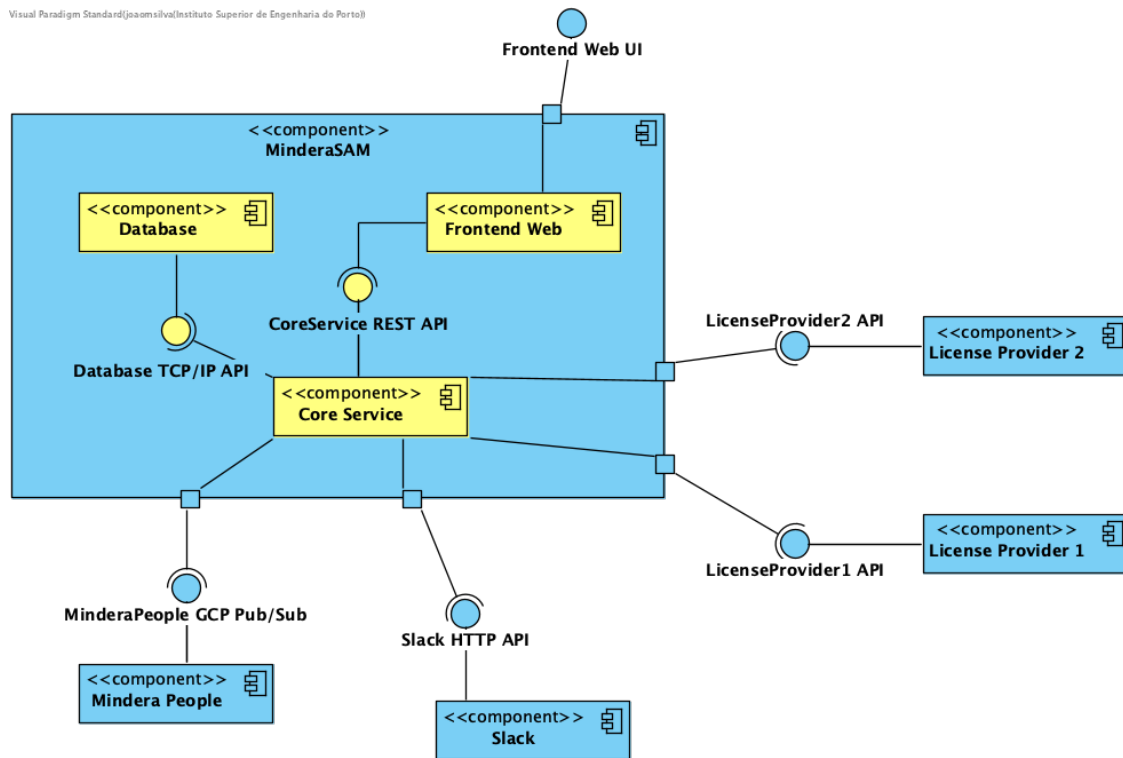 Visual Paradigm Standard(joaomsilva(Instituto Superior de Engenharia do Porto))
Frontend Web UI
<<component>>
MinderaSAM
<<component>>
Database
<<component>>
Frontend Web
CoreService REST API
Database TCP/IP API
<<component>>
Core Service
LicenseProvider2 API
<<component>>
License Provider 2
<<component>>
License Provider 1
LicenseProvider1 API
MinderaPeople GCP Pub/Sub
Slack HTTP API
<<component>>
Mindera People
<<component>>
Slack